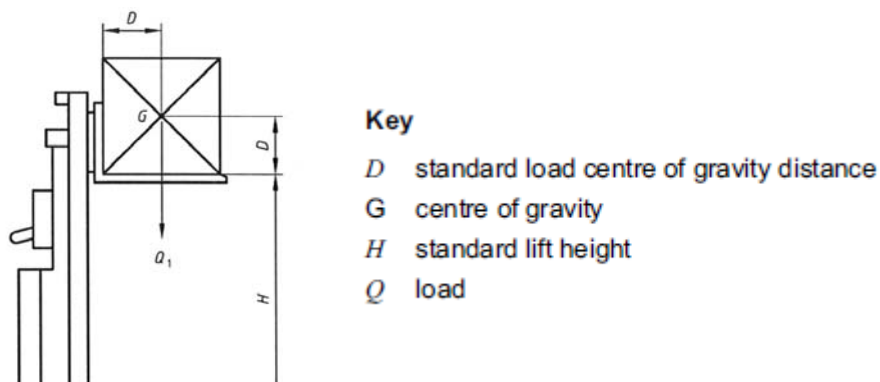 D
G
D
Q1
H
Key
D standard load centre of gravity distance
G centre of gravity
H standard lift height
Q load